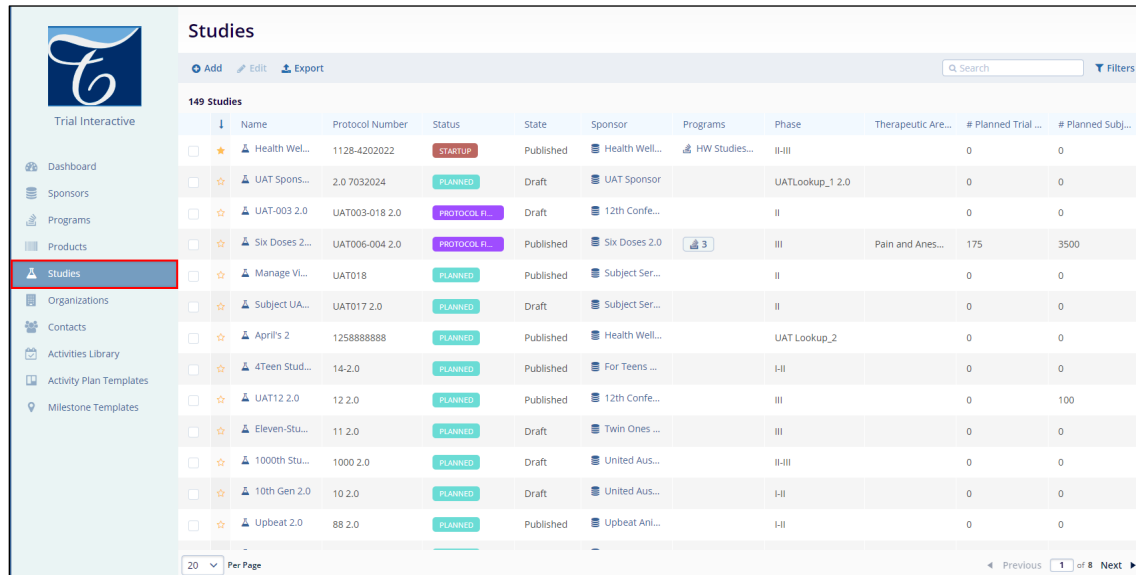 Studies
Trial Interactive
Add Edit Export Search Filters
149 Studies
Name Protocol Number Status State Sponsor Programs Phase Therapeutic Are... # Planned Trial ... # Planned Subj...
Dashboard
Sponsors
Programs
Products
Studies
Organizations
Contacts
Activities Library
Activity Plan Templates
Milestone Templates
Health Wel... 1128-4202022 STARTUP Published Health Well... HW Studies... II-III 0 0
UAT Spons... 2.0 7032024 PLANNED Draft UAT Sponsor UATLookup_1 2.0 0 0
UAT-003 2.0 UAT003-018 2.0 PROTOCOL FI... Draft 12th Confe... II 0 0
Six Doses 2... UAT006-004 2.0 PROTOCOL FI... Published Six Doses 2.0 3 III Pain and Anes... 175 3500
Manage Vi... UAT018 PLANNED Published Subject Ser... II 0 0
Subject UA... UAT017 2.0 PLANNED Draft Subject Ser... II 0 0
April's 2 1258888888 PLANNED Published Health Well... UAT Lookup_2 0 0
4Teen Stud... 14-2.0 PLANNED Published For Teens ... I-II 0 0
UAT12 2.0 12 2.0 PLANNED Published 12th Confe... III 0 100
Eleven-Stu... 11 2.0 PLANNED Draft Twin Ones ... III 0 0
1000th Stu... 1000 2.0 PLANNED Draft United Aus... II-III 0 0
10th Gen 2.0 10 2.0 PLANNED Draft United Aus... I-II 0 0
Upbeat 2.0 88 2.0 PLANNED Published Upbeat Ani... I-II 0 0
20 Per Page Previous 1 of 8 Next